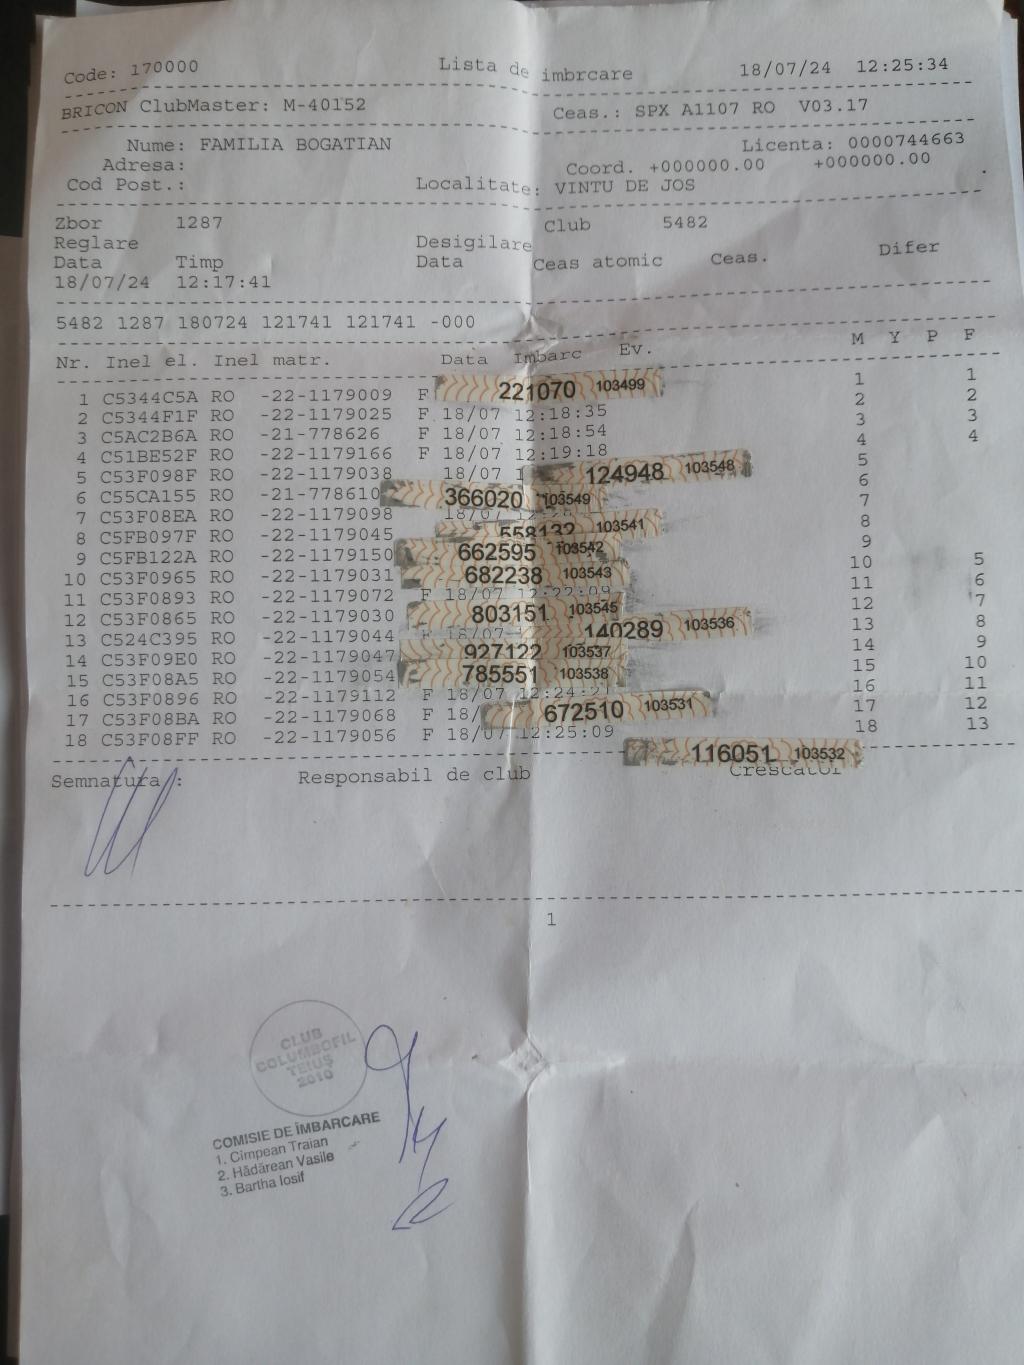 Code: 170000 Lista de imbrcare 18/07/24 12:25:34
BRICON ClubMaster: M-40152 Ceas.: SPX A1107 RO V03.17
Nume: FAMILIA BOGATIAN Licenta: 0000744663
Adresa: Coord. +000000.00 +000000.00
Cod Post.: Localitate: VINTU DE JOS
Zbor 1287 Club 5482
Reglare Desigilare
Data Timp Data Ceas atomic Ceas. Difer
18/07/24 12:17:41
5482 1287 180724 121741 121741 -000
Nr. Inel el. Inel matr. Data Imbarc Ev. M Y P F
1 C5344C5A RO -22-1179009 F 221070 103499 1 1
2 C5344F1F RO -22-1179025 F 18/07 12:18:35 2 2
3 C5AC2B6A RO -21-778626 F 18/07 12:18:54 3 3
4 C51BE52F RO -22-1179166 F 18/07 12:19:18 4 4
5 C53F098F RO -22-1179038 18/07 124948 103548 5
6 C55CA155 RO -21-778610 366020 103549 6
7 C53F08EA RO -22-1179098 18/07 7
8 C5FB097F RO -22-1179045 558132 103541 8
9 C5FB122A RO -22-1179150 662595 103542 9
10 C53F0965 RO -22-1179031 682238 103543 10 5
11 C53F0893 RO -22-1179072 F 18/07 12:22:09 11 6
12 C53F0865 RO -22-1179030 803151 103545 12 7
13 C524C395 RO -22-1179044 F 18/07 140289 103536 13 8
14 C53F09E0 RO -22-1179047 927122 103537 14 9
15 C53F08A5 RO -22-1179054 785551 103538 15 10
16 C53F0896 RO -22-1179112 F 18/07 16 11
17 C53F08BA RO -22-1179068 F 18/ 672510 103531 17 12
18 C53F08FF RO -22-1179056 F 18/07 12:25:09 18 13
116051 103532
Semnatura: Responsabil de club Crescator
1
CLUB
COLUMBOFIL
TEIUȘ
2010
COMISIE DE ÎMBARCARE
1. Cimpean Traian
2. Hădărean Vasile
3. Bartha Iosif